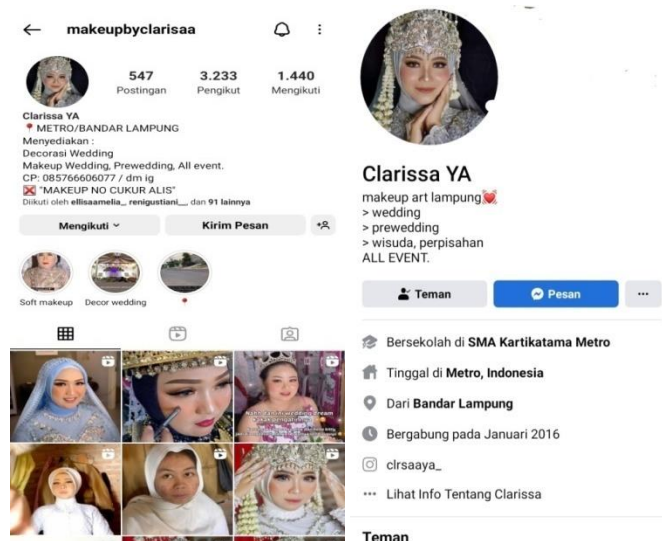 makeupbyclarisaa
547 3.233 1.440
Postingan Pengikut Mengikuti
Clarissa YA
METRO/BANDAR LAMPUNG
Menyediakan :
Decorasi Wedding
Makeup Wedding, Prewedding, All event.
CP: 085766606077 / dm ig
"MAKEUP NO CUKUR ALIS"
Diikuti oleh ellisaamelia_, renigustiani__, dan 91 lainnya
Mengikuti
Kirim Pesan
Soft makeup Decor wedding
Clarissa YA
makeup art lampung
> wedding
> prewedding
> wisuda, perpisahan
ALL EVENT.
Teman
Pesan
Bersekolah di SMA Kartikatama Metro
Tinggal di Metro, Indonesia
Dari Bandar Lampung
Bergabung pada Januari 2016
clrsaaya_
Lihat Info Tentang Clarissa
Teman